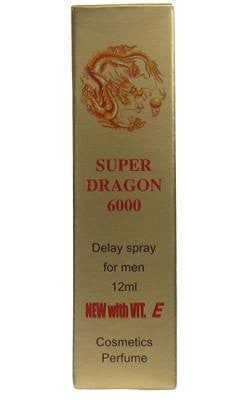 SUPER
DRAGON
6000
Delay spray
for men
12ml
NEW with VIT. E
Cosmetics
Perfume